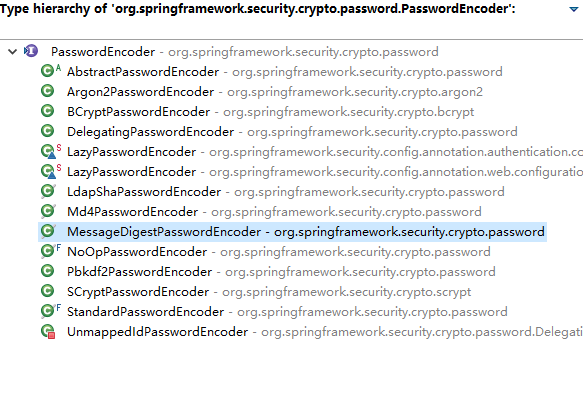 Type hierarchy of 'org.springframework.security.crypto.password.PasswordEncoder':
PasswordEncoder - org.springframework.security.crypto.password
AbstractPasswordEncoder - org.springframework.security.crypto.password
Argon2PasswordEncoder - org.springframework.security.crypto.argon2
BCryptPasswordEncoder - org.springframework.security.crypto.bcrypt
DelegatingPasswordEncoder - org.springframework.security.crypto.password
LazyPasswordEncoder - org.springframework.security.config.annotation.authentication.co
LazyPasswordEncoder - org.springframework.security.config.annotation.web.configuratio
LdapShaPasswordEncoder - org.springframework.security.crypto.password
Md4PasswordEncoder - org.springframework.security.crypto.password
MessageDigestPasswordEncoder - org.springframework.security.crypto.password
NoOpPasswordEncoder - org.springframework.security.crypto.password
Pbkdf2PasswordEncoder - org.springframework.security.crypto.password
SCryptPasswordEncoder - org.springframework.security.crypto.scrypt
StandardPasswordEncoder - org.springframework.security.crypto.password
UnmappedIdPasswordEncoder - org.springframework.security.crypto.password.Delegati